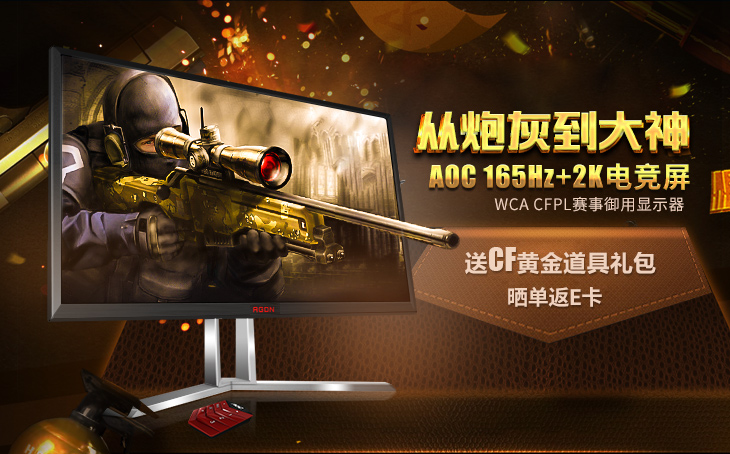 从炮灰到大神
AOC 165Hz+2K电竞屏
WCA CFPL赛事御用显示器
送CF黄金道具礼包
晒单返E卡
AGON